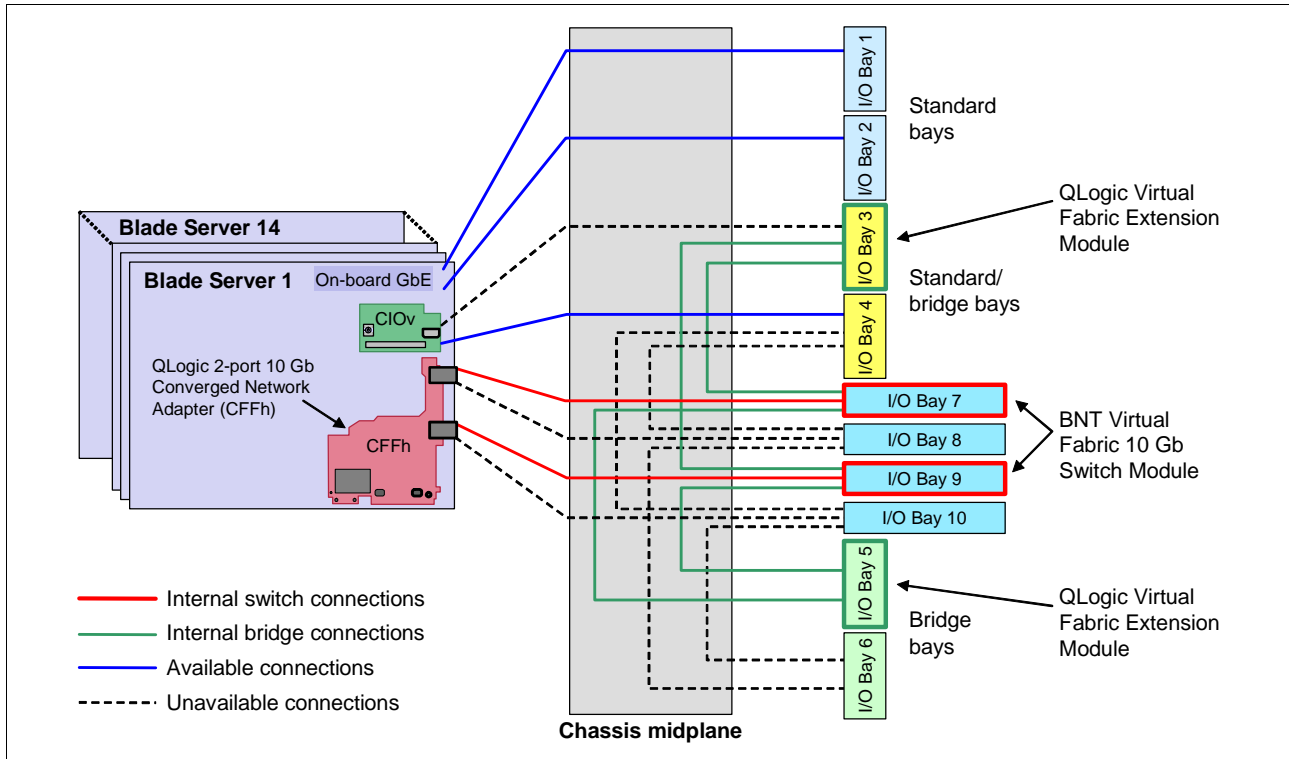 Blade Server 14
Blade Server 1
On-board GbE
CIOv
QLogic 2-port 10 Gb
Converged Network
Adapter (CFFh)
CFFh
I/O Bay 1
I/O Bay 2
Standard
bays
I/O Bay 3
QLogic Virtual
Fabric Extension
Module
Standard/
bridge bays
I/O Bay 4
I/O Bay 7
I/O Bay 8
I/O Bay 9
I/O Bay 10
BNT Virtual
Fabric 10 Gb
Switch Module
I/O Bay 5
Bridge
bays
QLogic Virtual
Fabric Extension
Module
I/O Bay 6
Internal switch connections
Internal bridge connections
Available connections
Unavailable connections
Chassis midplane